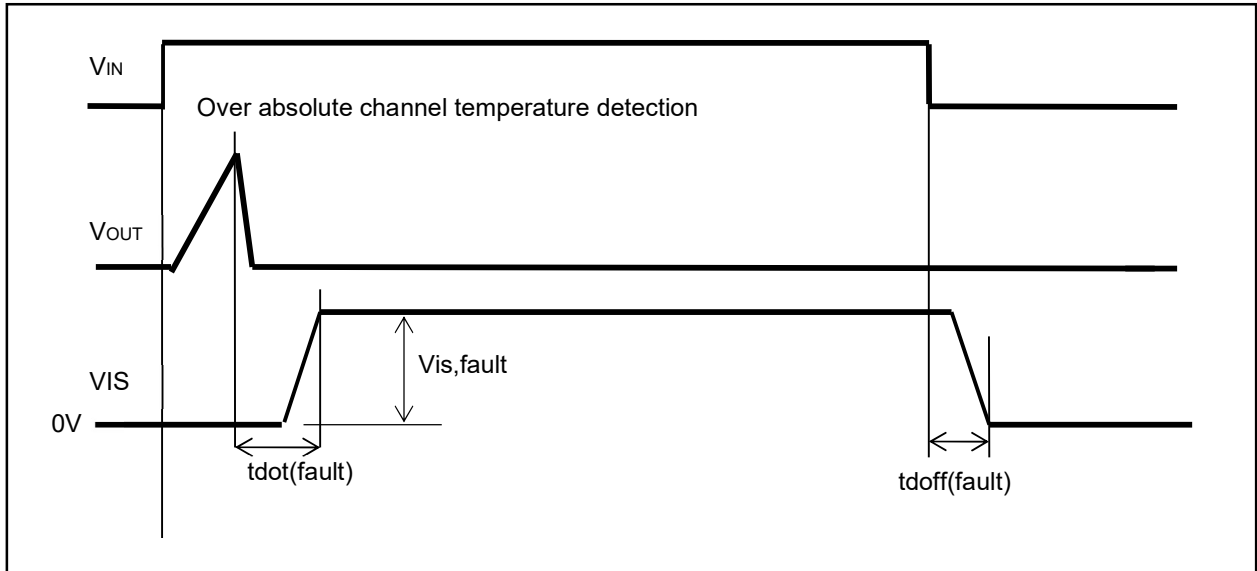 VIN
Over absolute channel temperature detection
VOUT
Vis,fault
VIS
0V
tdot(fault)
tdoff(fault)